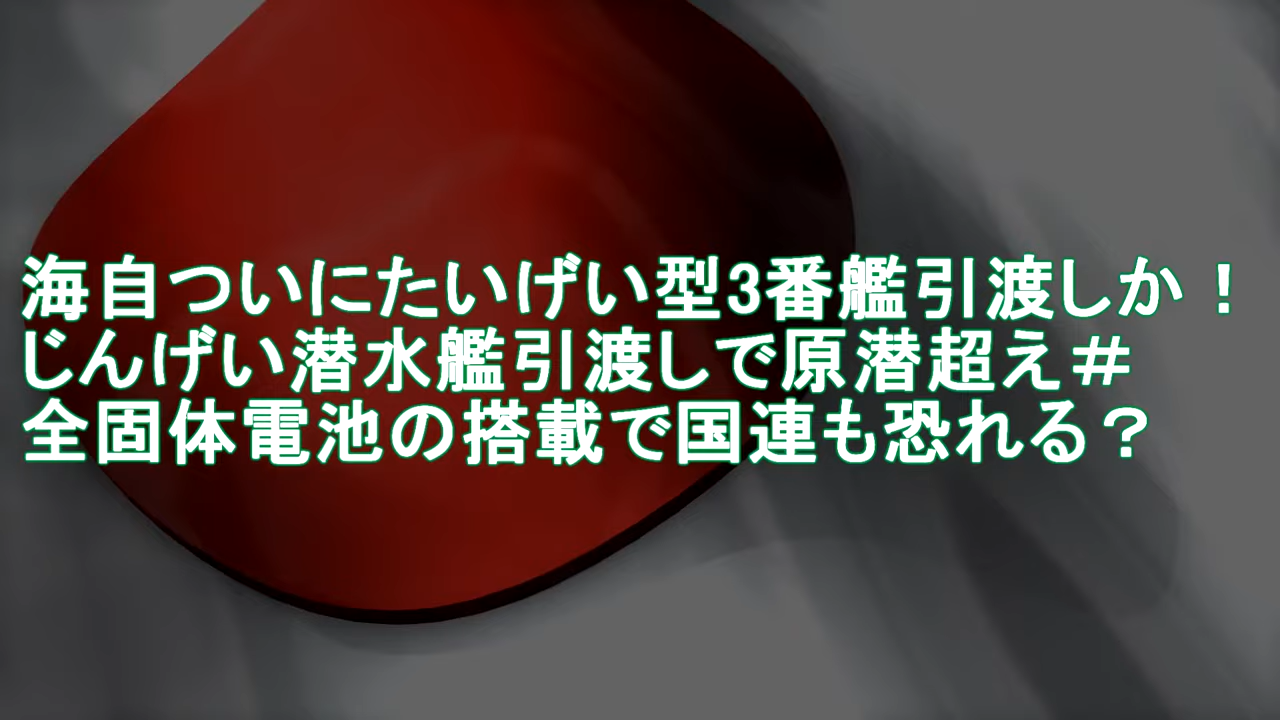 海自ついにたいげい型3番艦引渡しか！
じんげい潜水艦引渡しで原潜超え＃
全固体電池の搭載で国連も恐れる？